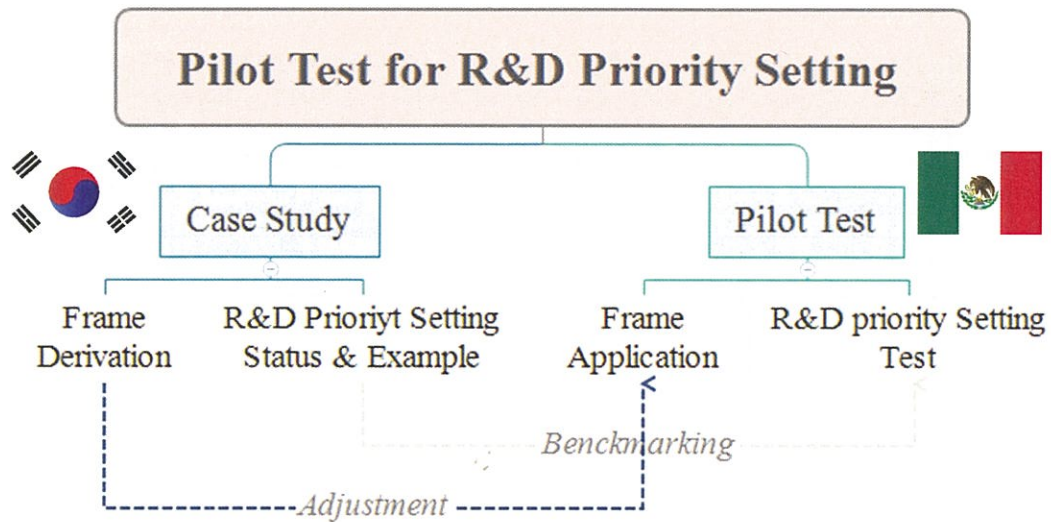 Pilot Test for R&D Priority Setting
Case Study
Pilot Test
Frame
Derivation
R&D Prioriyt Setting
Status & Example
Frame
Application
R&D priority Setting
Test
Benckmarking
Adjustment